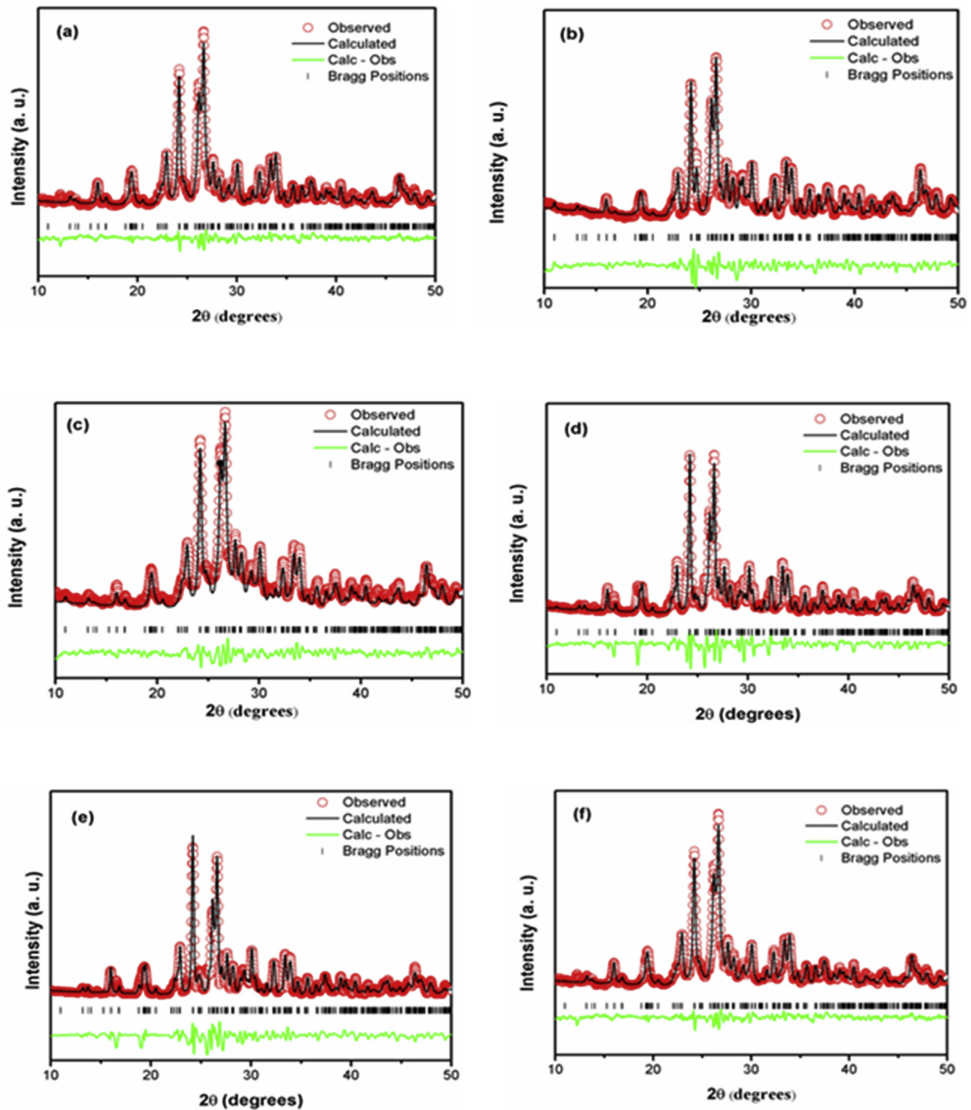 (a)
Observed
Calculated
Calc - Obs
Bragg Positions
Intensity (a. u.)
10 20 30 40 50
2θ (degrees)
(b)
Observed
Calculated
Calc - Obs
Bragg Positions
Intensity (a. u.)
10 20 30 40 50
2θ (degrees)
(c)
Observed
Calculated
Calc - Obs
Bragg Positions
Intensity (a. u.)
10 20 30 40 50
2θ (degrees)
(d)
Observed
Calculated
Calc - Obs
Bragg Positions
Intensity (a. u.)
10 20 30 40 50
2θ (degrees)
(e)
Observed
Calculated
Calc - Obs
Bragg Positions
Intensity (a. u.)
10 20 30 40 50
2θ (degrees)
(f)
Observed
Calculated
Calc - Obs
Bragg Positions
Intensity (a. u.)
10 20 30 40 50
2θ (degrees)